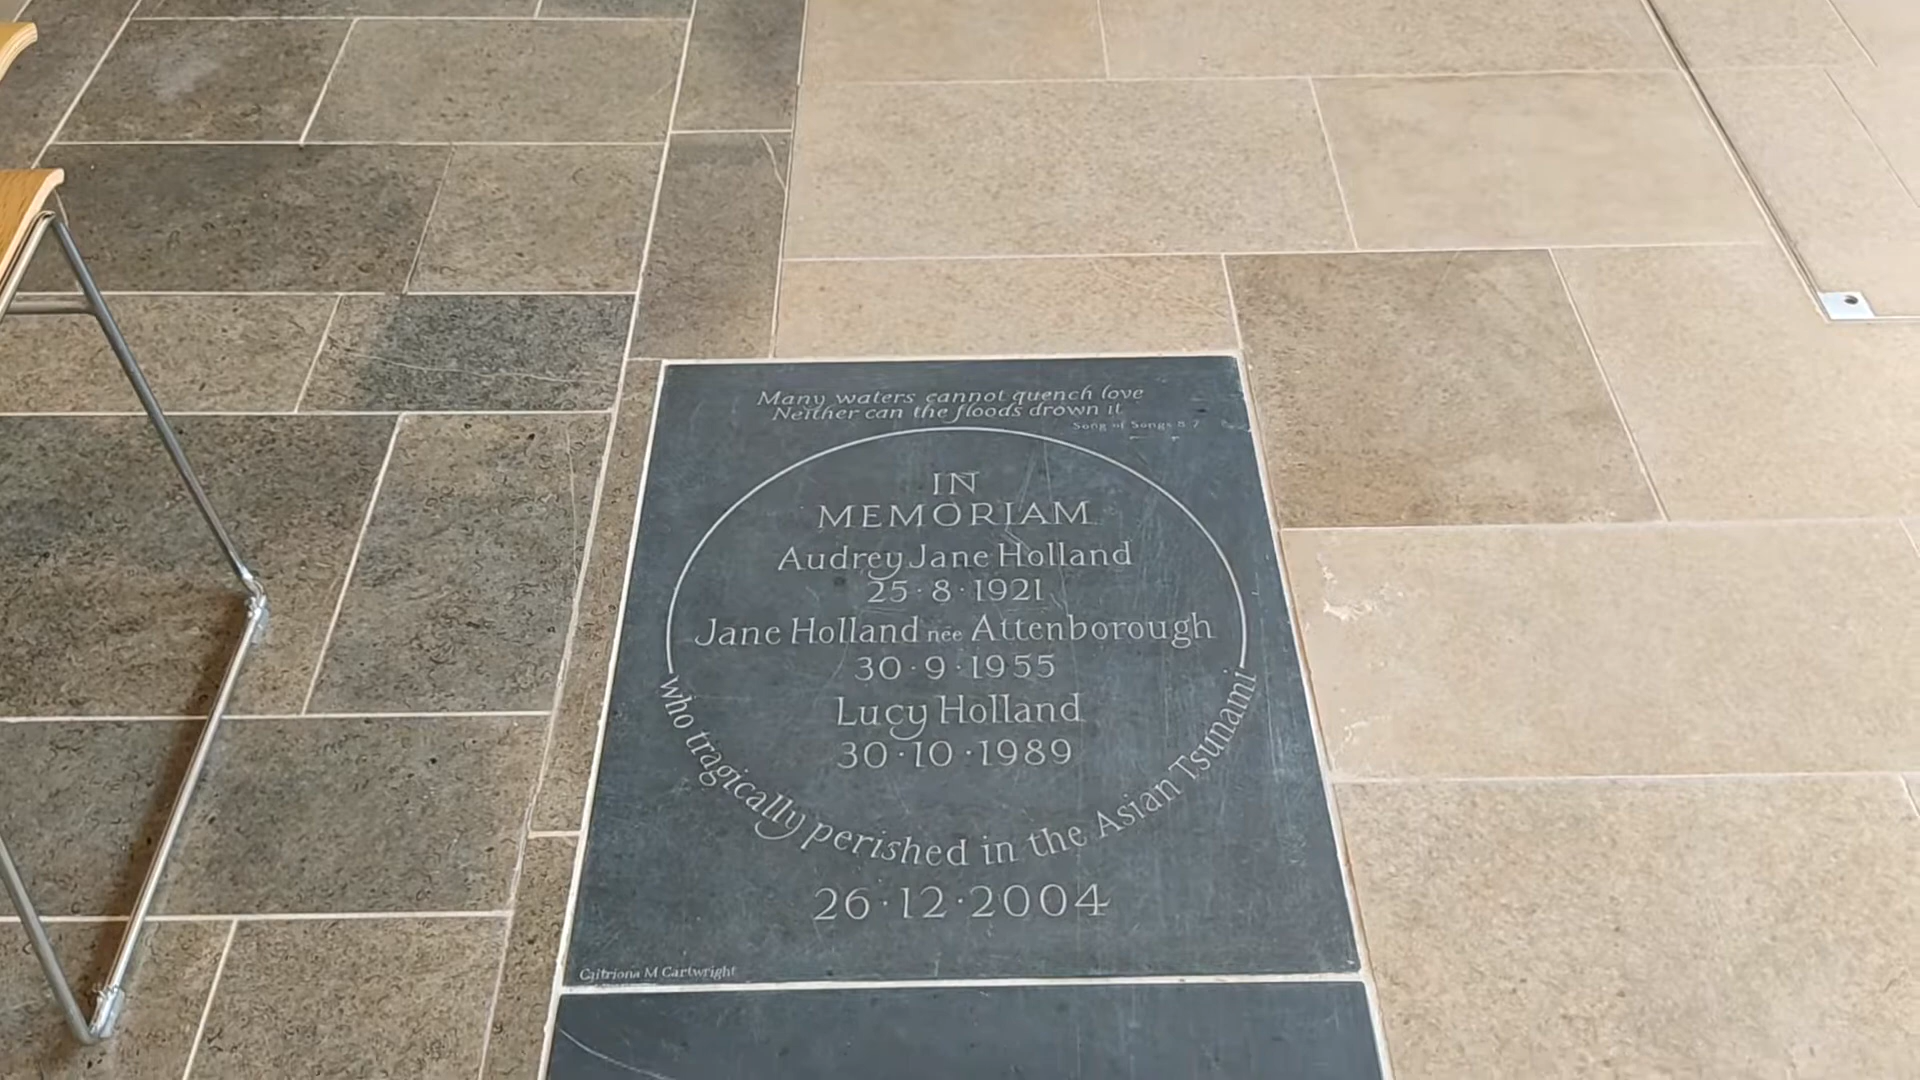 Many waters cannot quench love
Neither can the floods drown it
Song of Songs 8 7
IN
MEMORIAM
Audrey Jane Holland
25·8·1921
Jane Holland née Attenborough
30·9·1955
Lucy Holland
30·10·1989
who tragically perished in the Asian Tsunami
26·12·2004
Caitriona M Cartwright